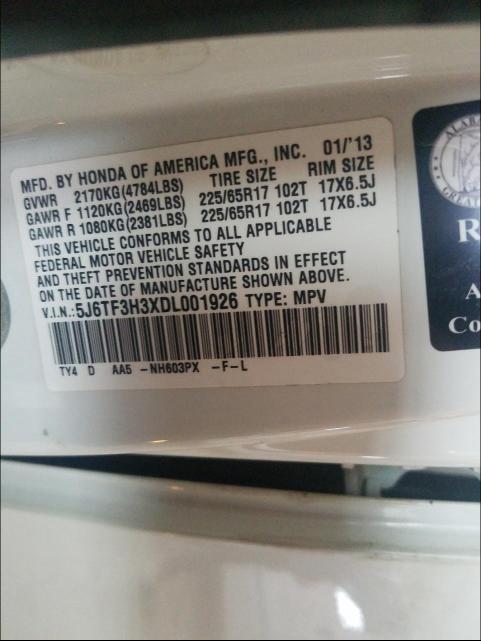 MFD. BY HONDA OF AMERICA MFG., INC. 01/'13
GVWR 2170KG(4784LBS) TIRE SIZE RIM SIZE
GAWR F 1120KG(2469LBS) 225/65R17 102T 17X6.5J
GAWR R 1080KG(2381LBS) 225/65R17 102T 17X6.5J
THIS VEHICLE CONFORMS TO ALL APPLICABLE
FEDERAL MOTOR VEHICLE SAFETY
AND THEFT PREVENTION STANDARDS IN EFFECT
ON THE DATE OF MANUFACTURE SHOWN ABOVE.
V.I.N.:5J6TF3H3XDL001926 TYPE: MPV
TY4 D AA5 -NH603PX -F-L